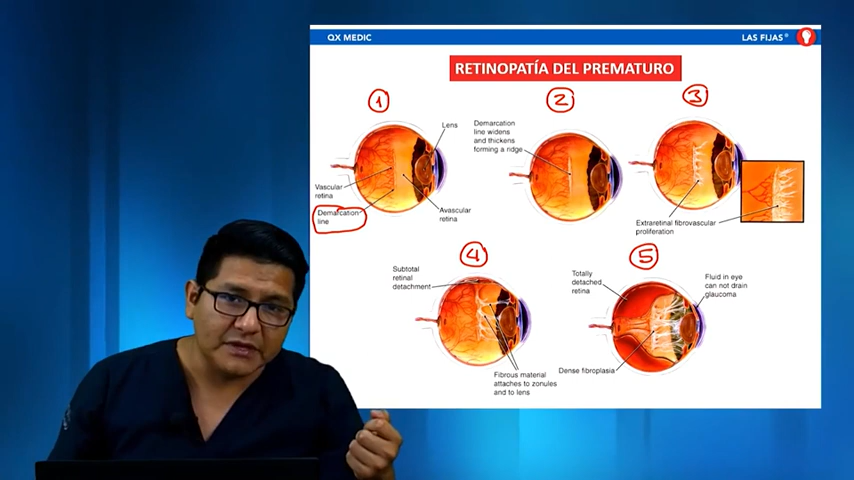 QX MEDIC
LAS FIJAS®
RETINOPATÍA DEL PREMATURO
1
2
3
Lens
Vascular
retina
Demarcation
line
Avascular
retina
Demarcation
line widens
and thickens
forming a ridge
Extraretinal fibrovascular
proliferation
4
5
Subtotal
retinal
detachment
Fibrous material
attaches to zonules
and to lens
Totally
detached
retina
Fluid in eye
can not drain
glaucoma
Dense fibroplasia